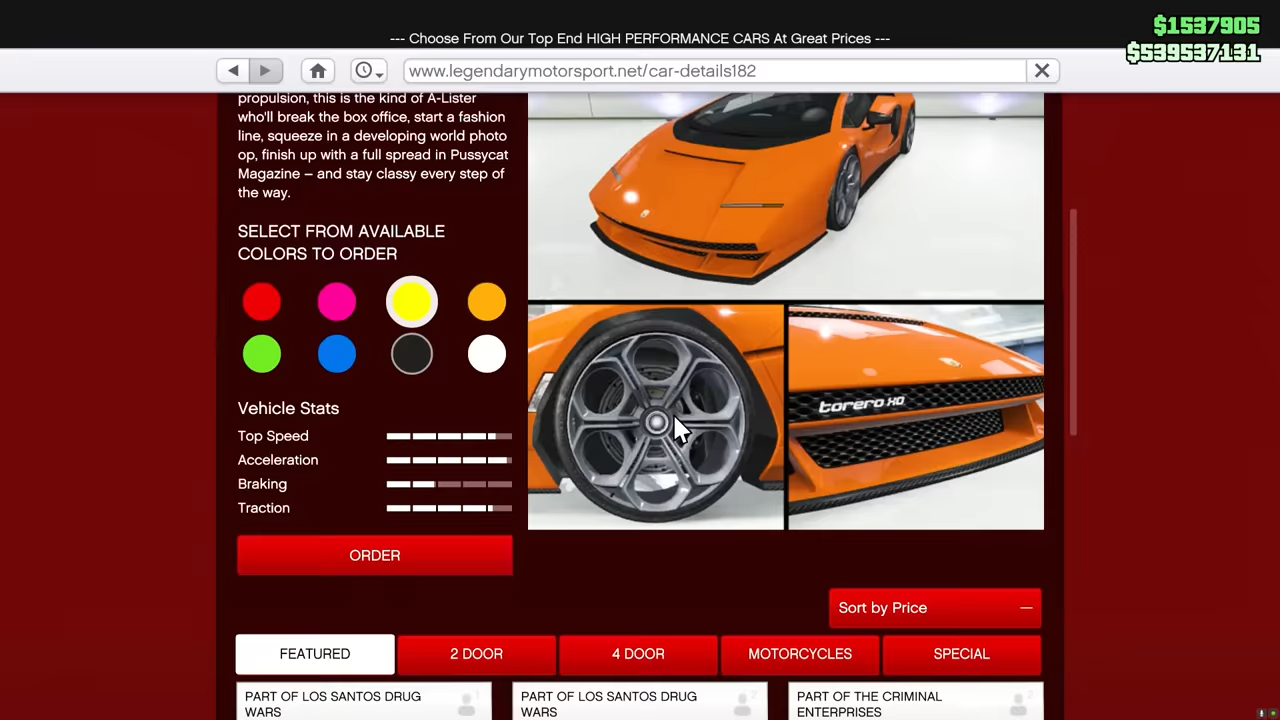 $1537905
--- Choose From Our Top End HIGH PERFORMANCE CARS At Great Prices ---
$539537131
www.legendarymotorsport.net/car-details182
propulsion, this is the kind of A-Lister
who'll break the box office, start a fashion
line, squeeze in a developing world photo
op, finish up with a full spread in Pussycat
Magazine – and stay classy every step of
the way.
SELECT FROM AVAILABLE
COLORS TO ORDER
Vehicle Stats
Top Speed
Acceleration
Braking
Traction
ORDER
torero XO
Sort by Price
FEATURED
2 DOOR
4 DOOR
MOTORCYCLES
SPECIAL
PART OF LOS SANTOS DRUG
WARS
PART OF LOS SANTOS DRUG
WARS
PART OF THE CRIMINAL
ENTERPRISES